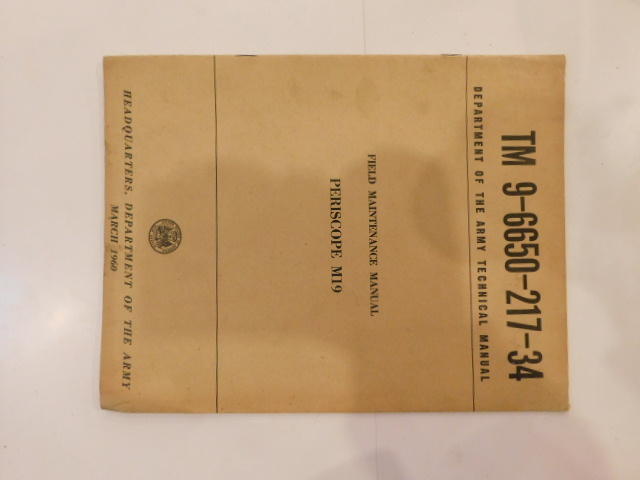 TM 9-6650-217-34
DEPARTMENT OF THE ARMY TECHNICAL MANUAL
FIELD MAINTENANCE MANUAL
PERISCOPE M19
HEADQUARTERS, DEPARTMENT OF THE ARMY
MARCH 1960